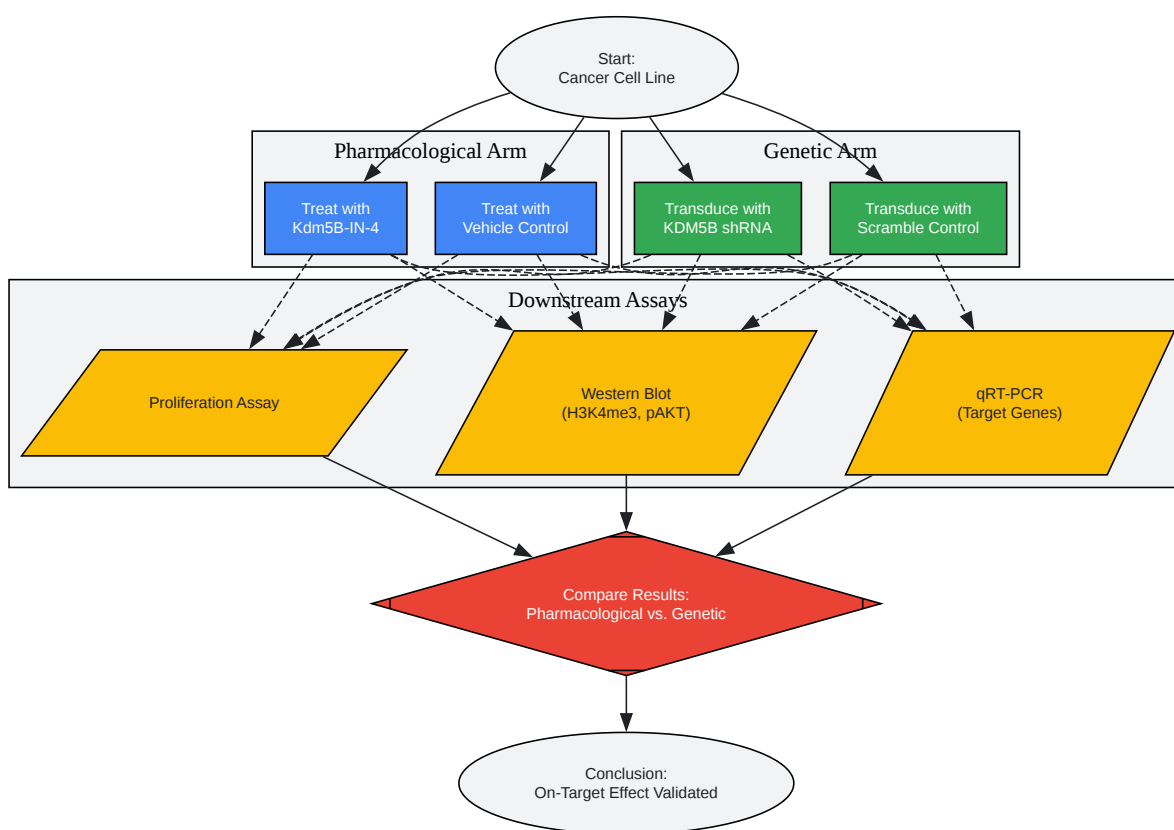 Start:
Cancer Cell Line
Pharmacological Arm
Genetic Arm
Treat with
Kdm5B-IN-4
Treat with
Vehicle Control
Transduce with
KDM5B shRNA
Transduce with
Scramble Control
Downstream Assays
Proliferation Assay
Western Blot
(H3K4me3, pAKT)
qRT-PCR
(Target Genes)
Compare Results:
Pharmacological vs. Genetic
Conclusion:
On-Target Effect Validated